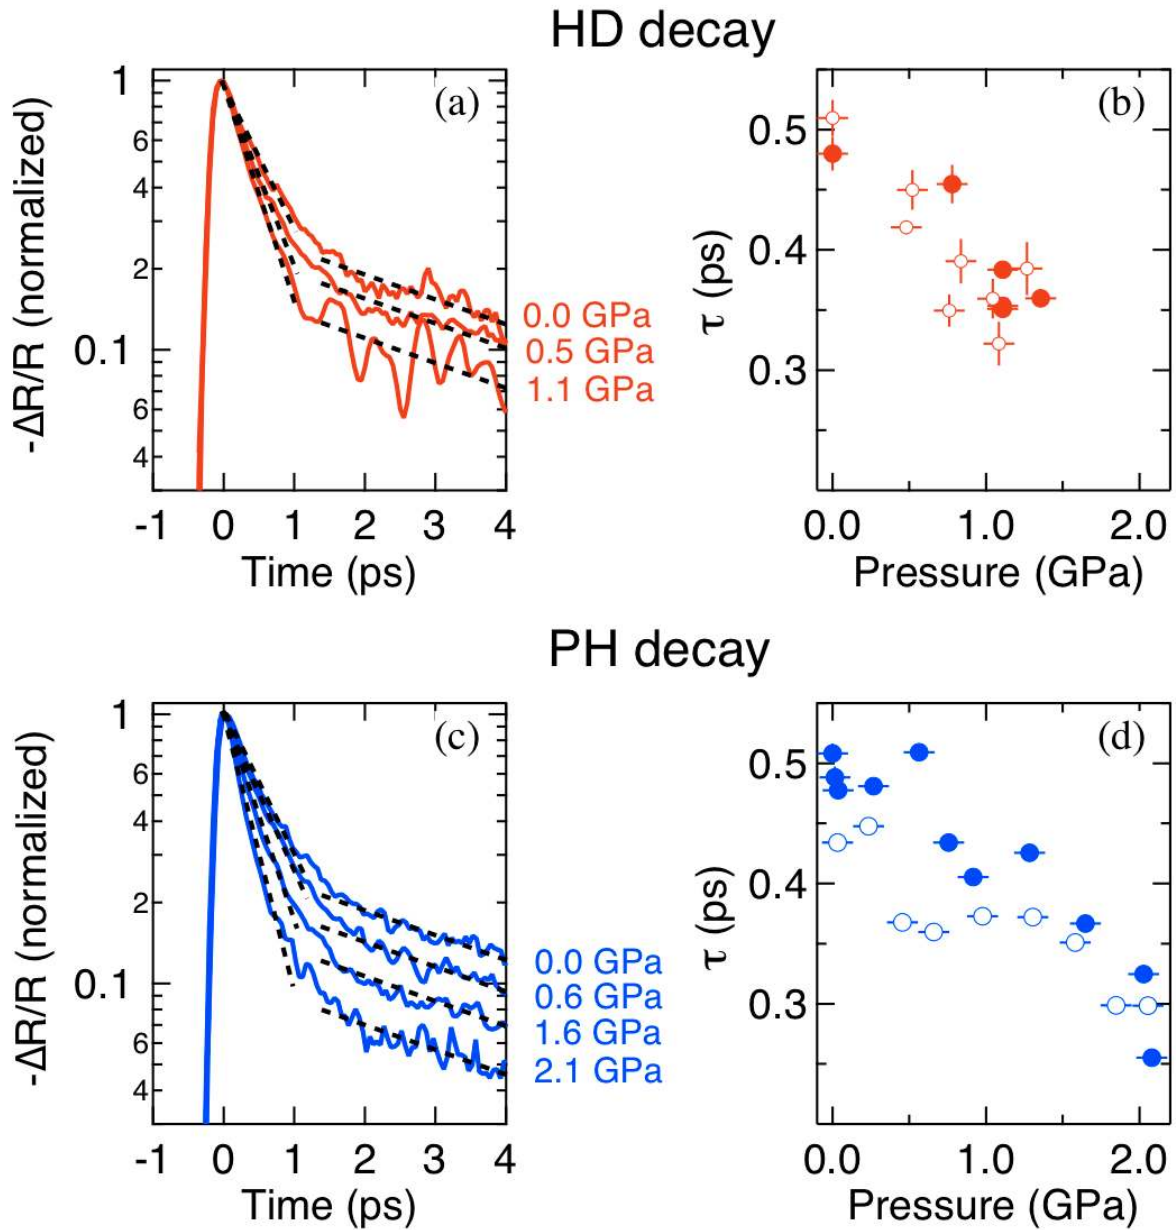 HD decay
-ΔR/R (normalized)
1
4
2
0.1
6
4
(a)
0.0 GPa
0.5 GPa
1.1 GPa
-1 0 1 2 3 4
Time (ps)
τ (ps)
0.5
0.4
0.3
(b)
0.0 1.0 2.0
Pressure (GPa)
PH decay
-ΔR/R (normalized)
1
6
4
2
0.1
6
4
(c)
0.0 GPa
0.6 GPa
1.6 GPa
2.1 GPa
-1 0 1 2 3 4
Time (ps)
τ (ps)
0.5
0.4
0.3
(d)
0.0 1.0 2.0
Pressure (GPa)